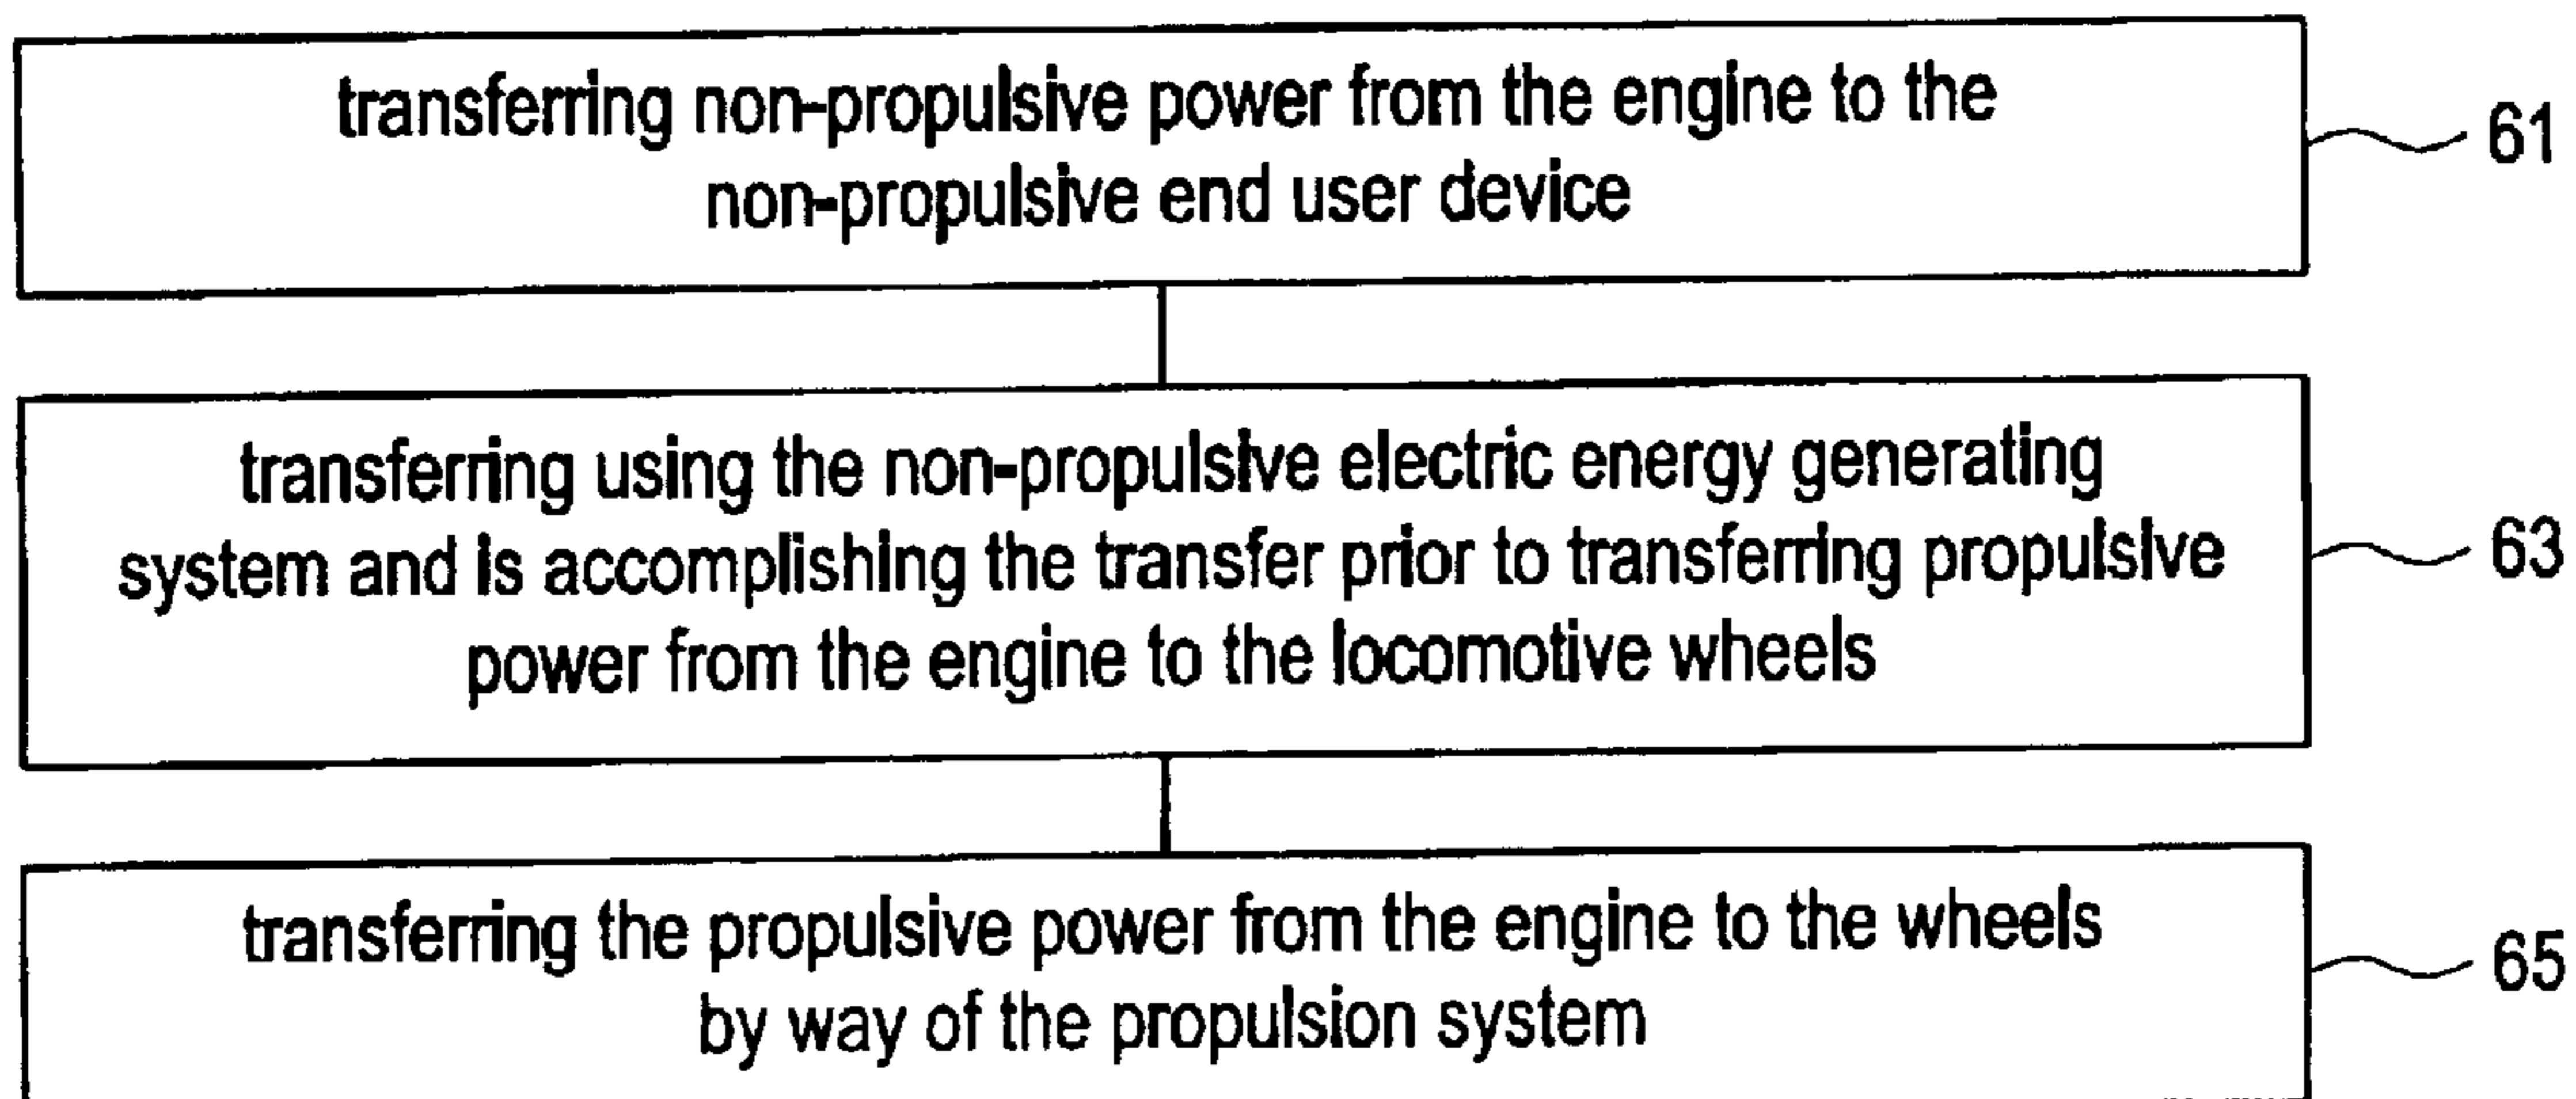 transferring non-propulsive power from the engine to the
non-propulsive end user device
61
transferring using the non-propulsive electric energy generating
system and is accomplishing the transfer prior to transferring propulsive
power from the engine to the locomotive wheels
63
transferring the propulsive power from the engine to the wheels
by way of the propulsion system
65